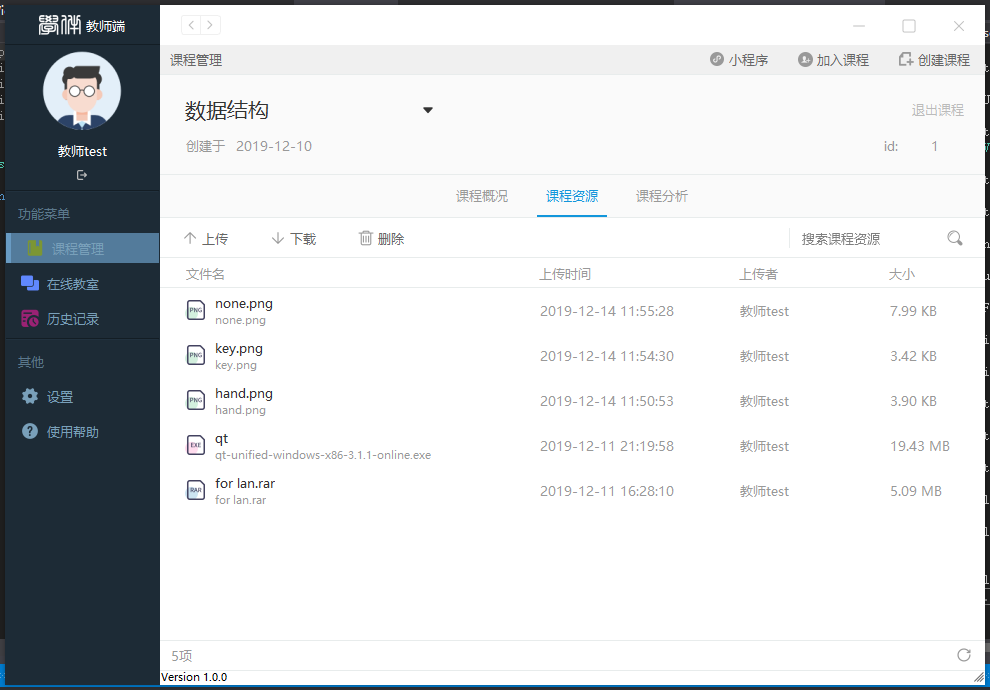 學伴 教师端
教师test
功能菜单
课程管理
在线教室
历史记录
其他
设置
使用帮助
课程管理
小程序 加入课程 创建课程
数据结构
退出课程
创建于 2019-12-10
id: 1
课程概况 课程资源 课程分析
上传 下载 删除 搜索课程资源
文件名 上传时间 上传者 大小
PNG none.png 2019-12-14 11:55:28 教师test 7.99 KB
none.png
PNG key.png 2019-12-14 11:54:30 教师test 3.42 KB
key.png
PNG hand.png 2019-12-14 11:50:53 教师test 3.90 KB
hand.png
EXE qt 2019-12-11 21:19:58 教师test 19.43 MB
qt-unified-windows-x86-3.1.1-online.exe
RAR for lan.rar 2019-12-11 16:28:10 教师test 5.09 MB
for lan.rar
5项
Version 1.0.0